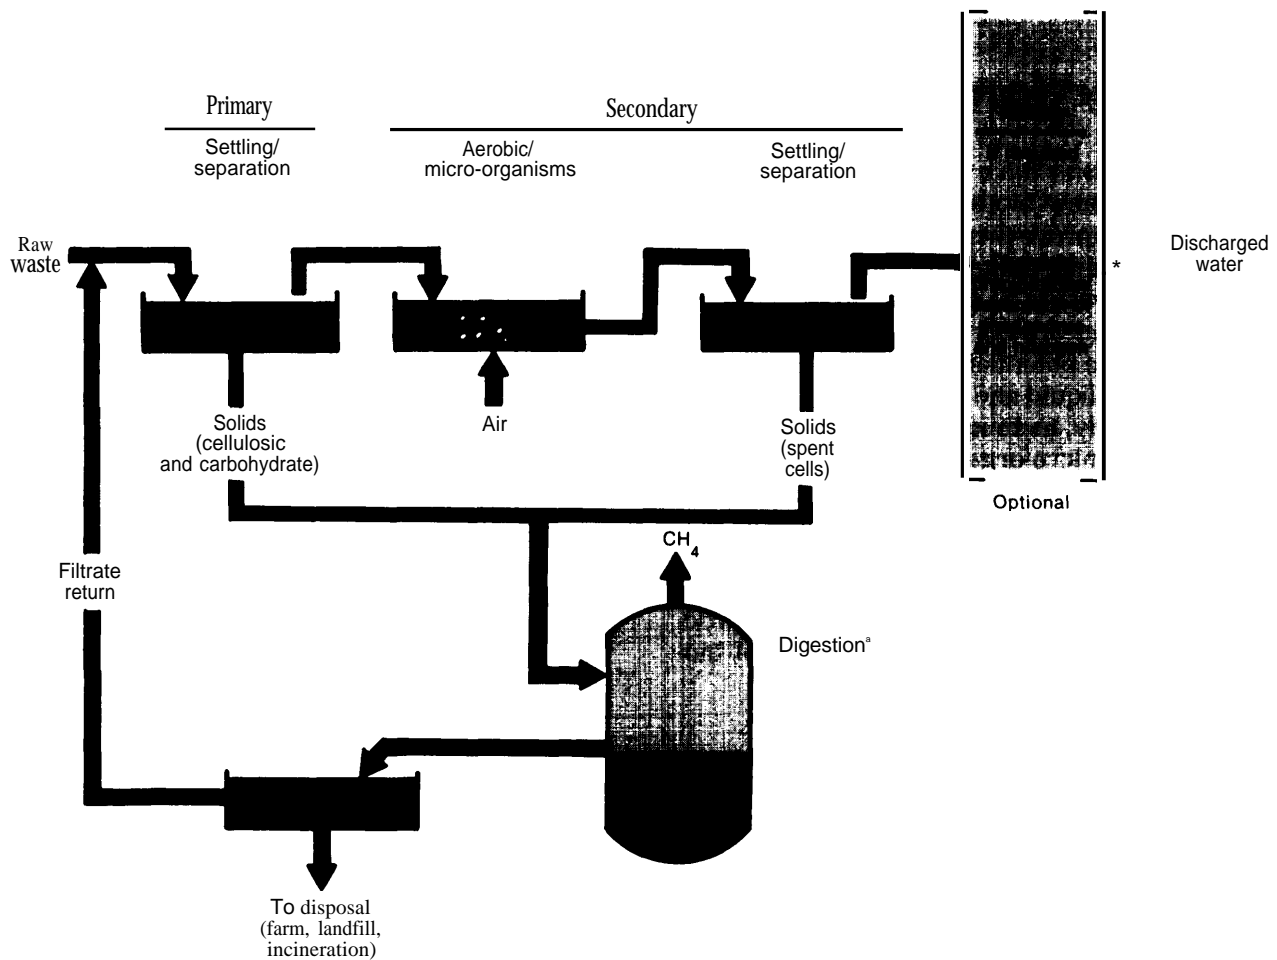 Primary
Secondary
Settling/
separation
Aerobic/
micro-organisms
Settling/
separation
Raw
waste
Discharged
water
*
Solids
(cellulosic
and carbohydrate)
Air
Solids
(spent
cells)
Optional
CH4
Filtrate
return
Digestionª
To disposal
(farm, landfill,
incineration)